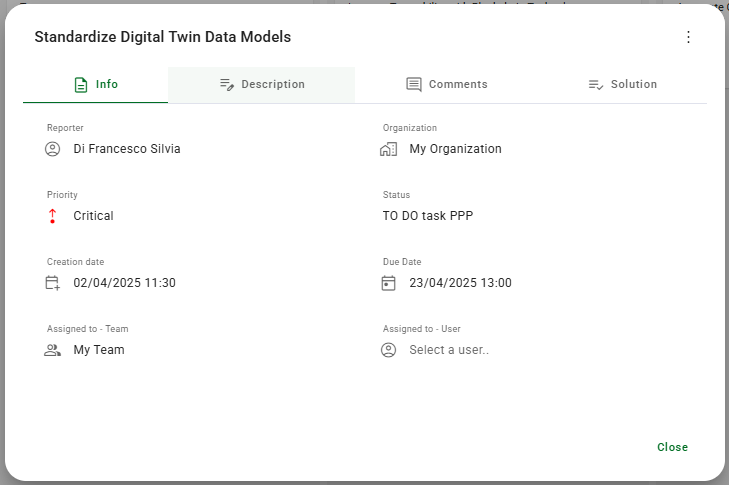 Standardize Digital Twin Data Models
Info Description Comments Solution
Reporter Organization
Di Francesco Silvia My Organization
Priority Status
Critical TO DO task PPP
Creation date Due Date
02/04/2025 11:30 23/04/2025 13:00
Assigned to - Team Assigned to - User
My Team Select a user..
Close